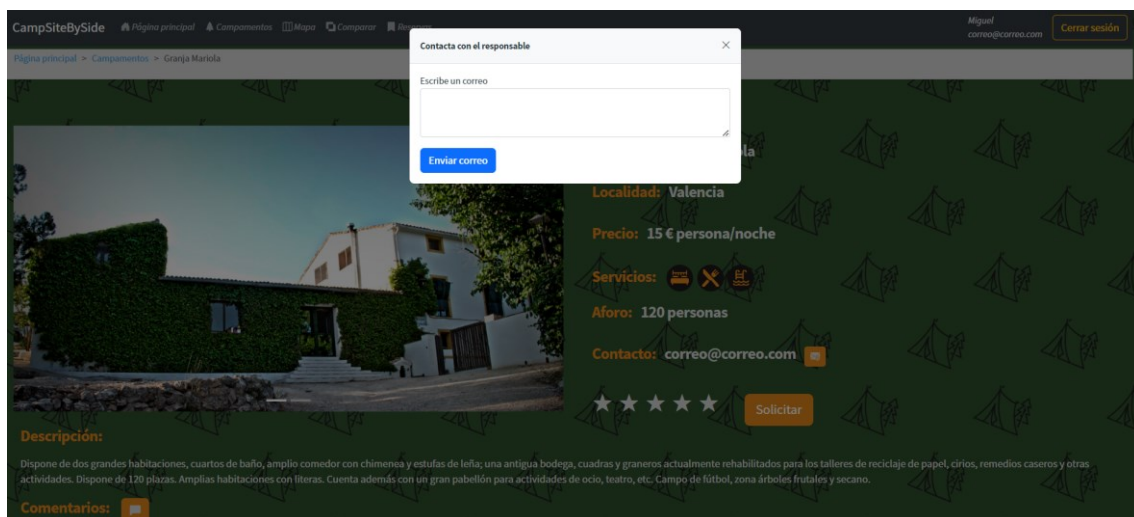 CampSiteBySide Página principal Campamentos Mapa Comparar
Miguel
correo@correo.com
Cerrar sesión
Página principal > Campamentos > Granja Mariola
Contacta con el responsable ×
Escribe un correo
Enviar correo
Localidad: Valencia
Precio: 15 € persona/noche
Servicios:
Aforo: 120 personas
Contacto: correo@correo.com
Solicitar
Descripción:
Dispone de dos grandes habitaciones, cuartos de baño, amplio comedor con chimenea y estufas de leña; una antigua bodega, cuadras y graneros actualmente rehabilitados para los talleres de reciclaje de papel, cirios, remedios caseros y otras
actividades. Dispone de 120 plazas. Amplias habitaciones con literas. Cuenta además con un gran pabellón para actividades de ocio, teatro, etc. Campo de fútbol, zona árboles frutales y secano.
Comentarios: